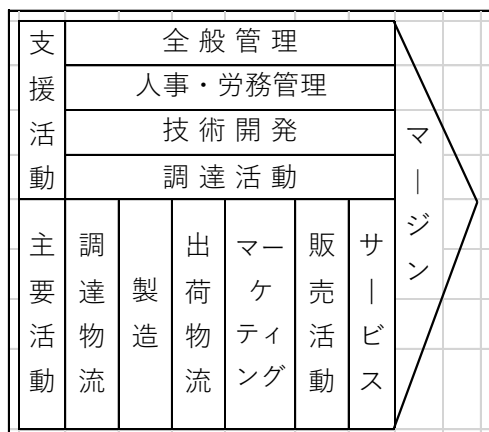 支援活動
全般管理
人事・労務管理
技術開発
調達活動
主要活動
調達物流
製造
出荷物流
マーケティング
販売活動
サービス
マージン